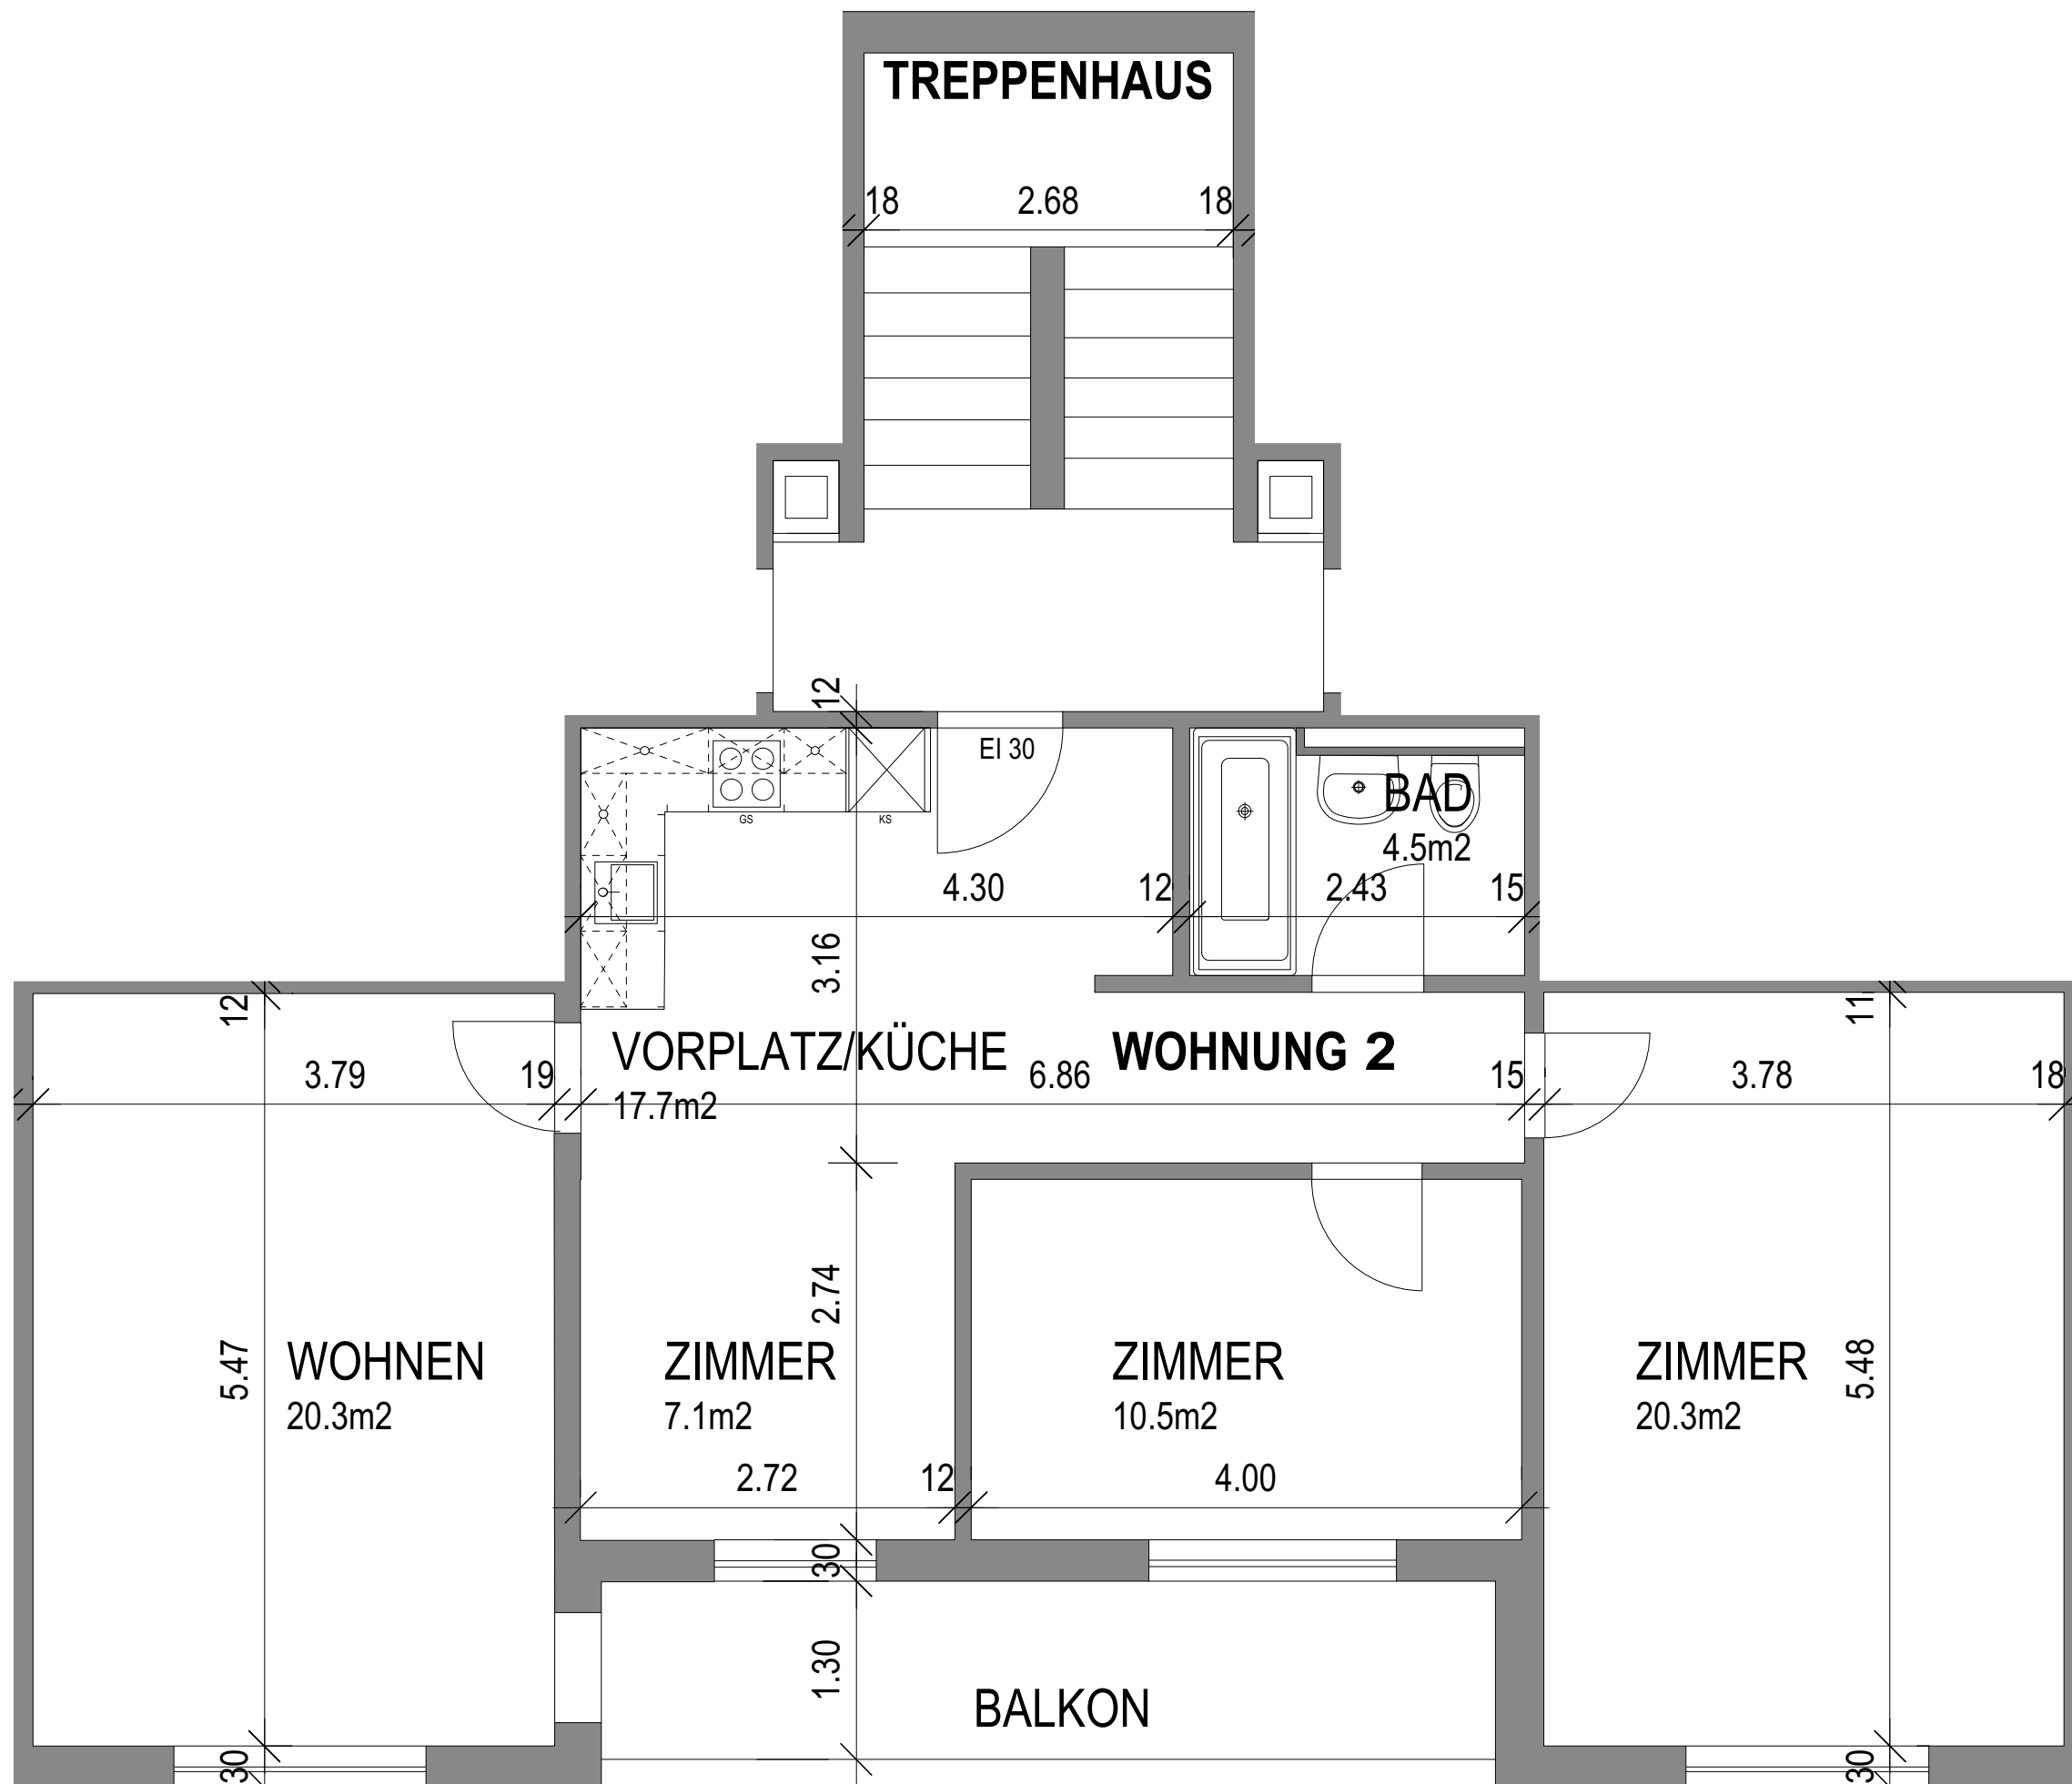 TREPPENHAUS
18 2.68 18
12
EI 30
GS KS
BAD
4.5m2
4.30 12 2.43 15
3.16
12 11
VORPLATZ/KÜCHE WOHNUNG 2
3.79 19 6.86 15 3.78 18
17.7m2
2.74
5.47 5.48
WOHNEN ZIMMER ZIMMER ZIMMER
20.3m2 7.1m2 10.5m2 20.3m2
2.72 12 4.00
30
1.30
BALKON
30 30